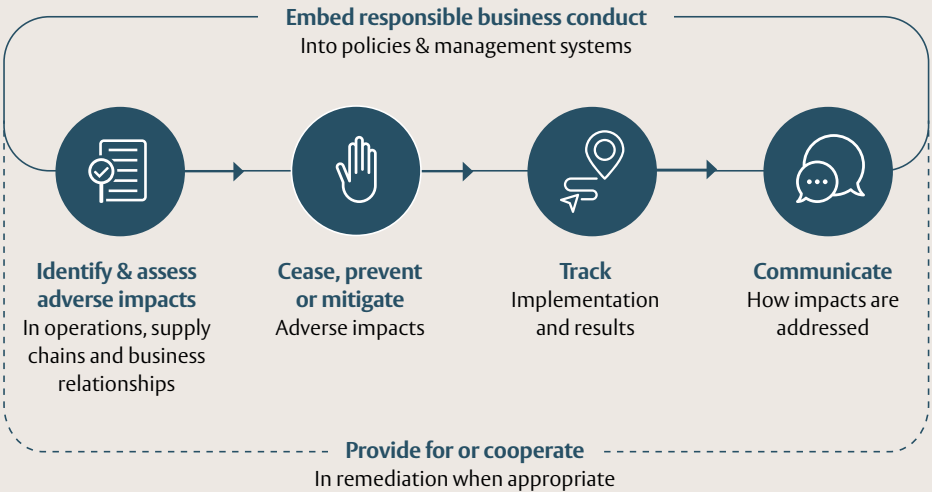 Embed responsible business conduct
Into policies & management systems
Identify & assess
adverse impacts
In operations, supply
chains and business
relationships
Cease, prevent
or mitigate
Adverse impacts
Track
Implementation
and results
Communicate
How impacts are
addressed
Provide for or cooperate
In remediation when appropriate